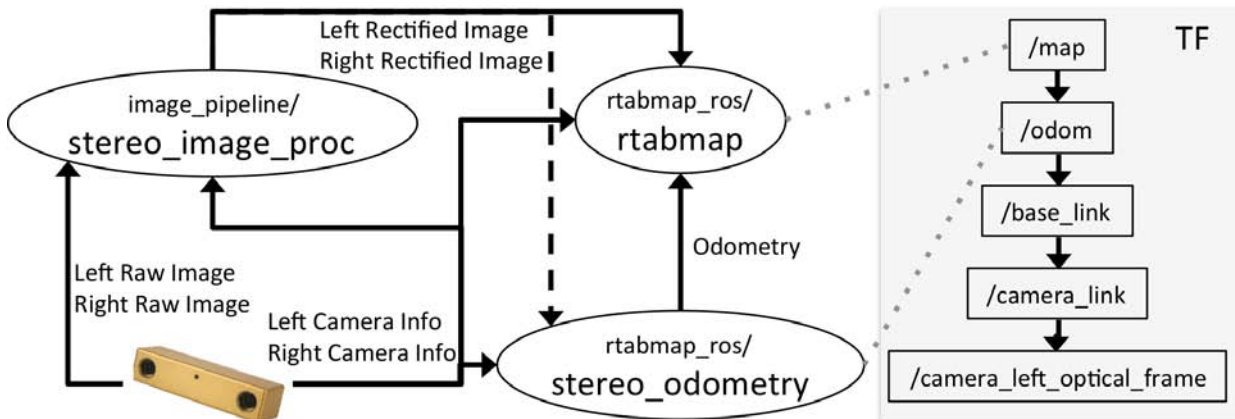 Left Rectified Image
Right Rectified Image
image_pipeline/
stereo_image_proc
rtabmap_ros/
rtabmap
Left Raw Image
Right Raw Image
Left Camera Info
Right Camera Info
Odometry
rtabmap_ros/
stereo_odometry
TF
/map
/odom
/base_link
/camera_link
/camera_left_optical_frame